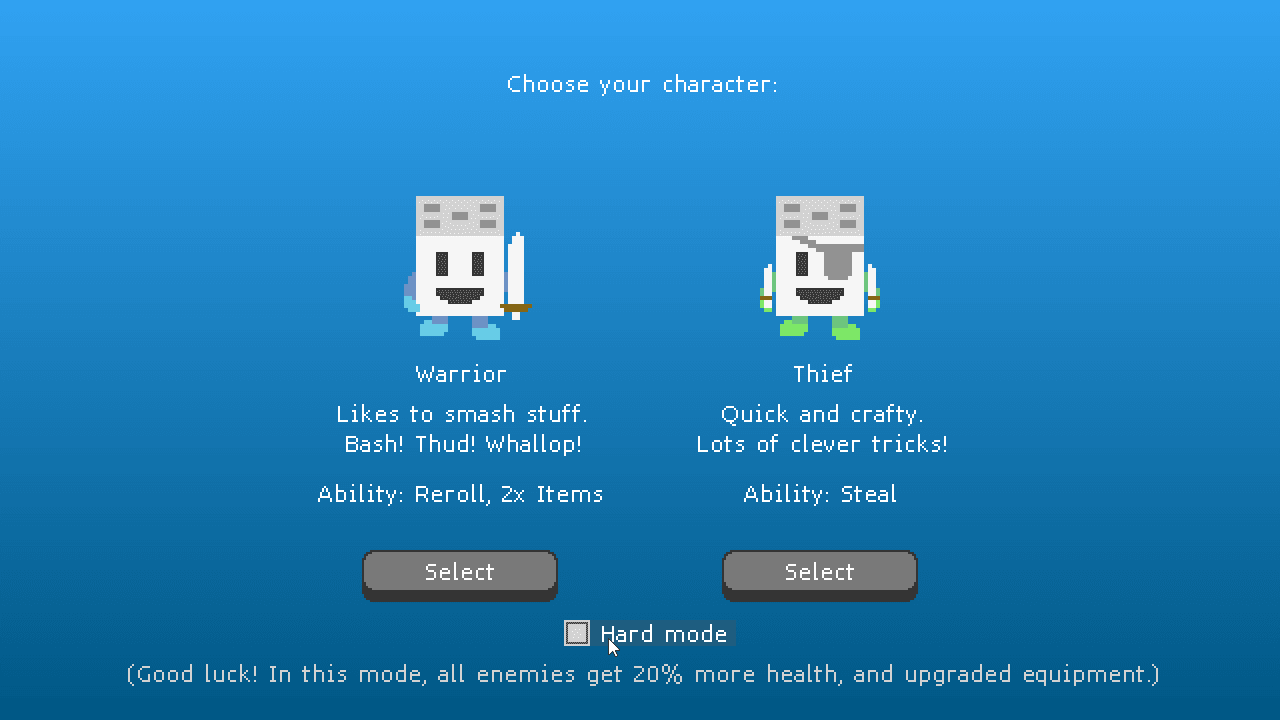 Choose your character:
Warrior
Likes to smash stuff.
Bash! Thud! Whallop!
Ability: Reroll, 2x Items
Select
Thief
Quick and crafty.
Lots of clever tricks!
Ability: Steal
Select
Hard mode
(Good luck! In this mode, all enemies get 20% more health, and upgraded equipment.)